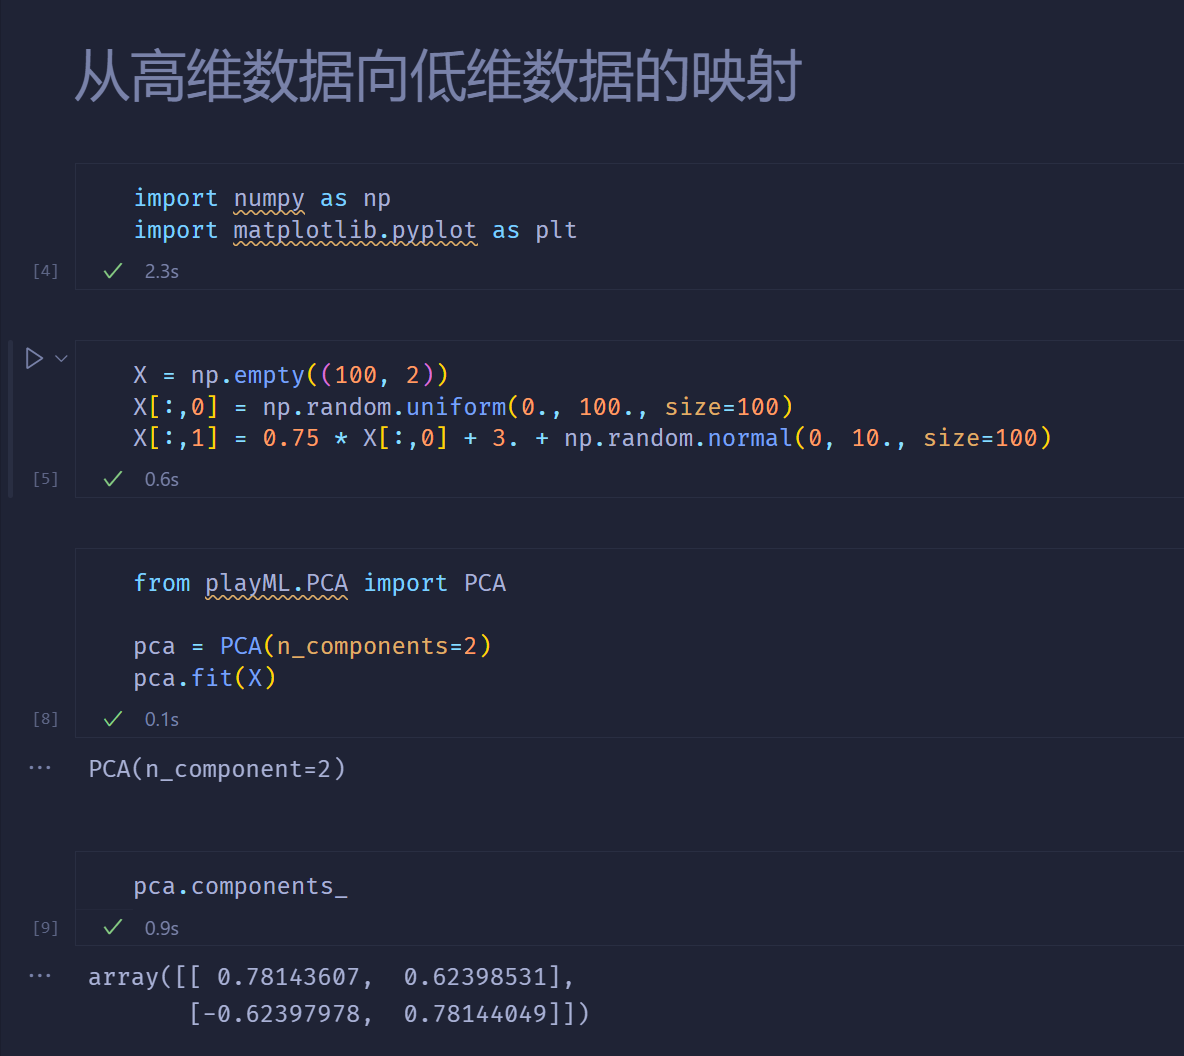 从高维数据向低维数据的映射
import numpy as np
import matplotlib.pyplot as plt
[4] 2.3s
X = np.empty((100, 2))
X[:,0] = np.random.uniform(0., 100., size=100)
X[:,1] = 0.75 * X[:,0] + 3. + np.random.normal(0, 10., size=100)
[5] 0.6s
from playML.PCA import PCA
pca = PCA(n_components=2)
pca.fit(X)
[8] 0.1s
PCA(n_component=2)
pca.components_
[9] 0.9s
array([[ 0.78143607,  0.62398531],
       [-0.62397978,  0.78144049]])